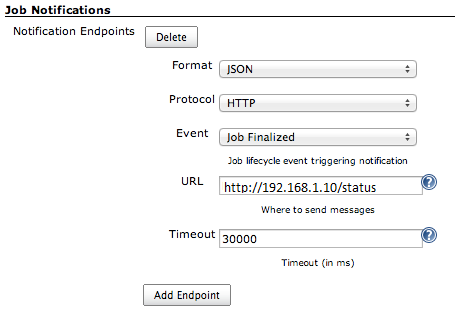 Job Notifications
Notification Endpoints Delete
Format JSON
Protocol HTTP
Event Job Finalized
Job lifecycle event triggering notification
URL http://192.168.1.10/status ?
Where to send messages
Timeout 30000 ?
Timeout (in ms)
Add Endpoint